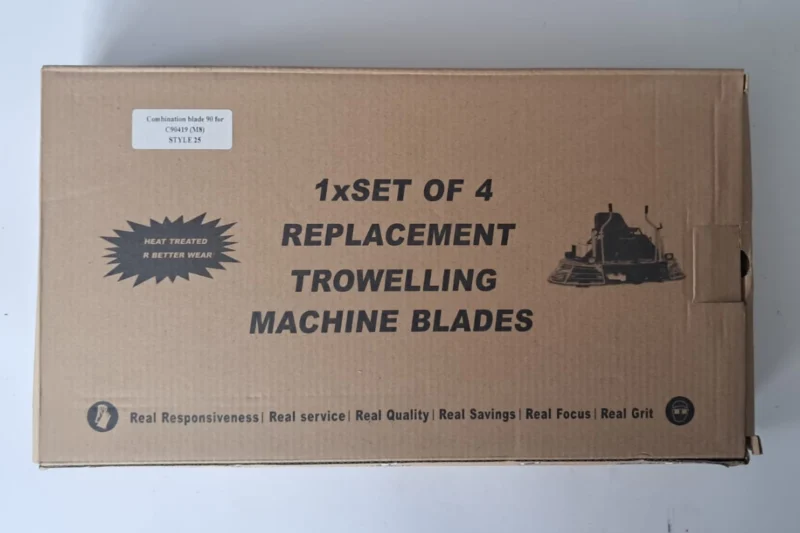 Combination blade 90 for
C90419 (M8)
STYLE 25
1xSET OF 4
REPLACEMENT
TROWELLING
MACHINE BLADES
HEAT TREATED
R BETTER WEAR
Real Responsiveness| Real service| Real Quality| Real Savings| Real Focus| Real Grit